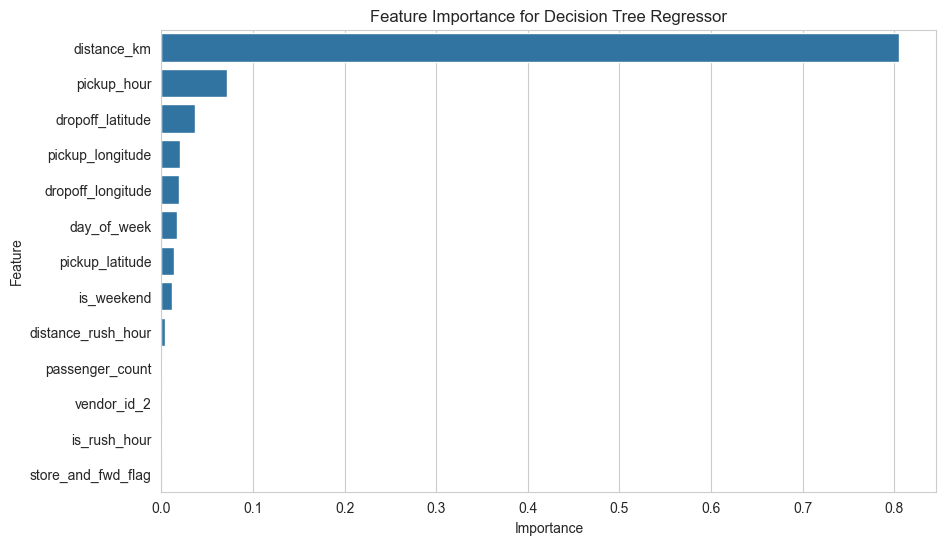 Feature Importance for Decision Tree Regressor
distance_km
pickup_hour
dropoff_latitude
pickup_longitude
dropoff_longitude
day_of_week
pickup_latitude
is_weekend
distance_rush_hour
passenger_count
vendor_id_2
is_rush_hour
store_and_fwd_flag
Feature
0.0 0.1 0.2 0.3 0.4 0.5 0.6 0.7 0.8
Importance